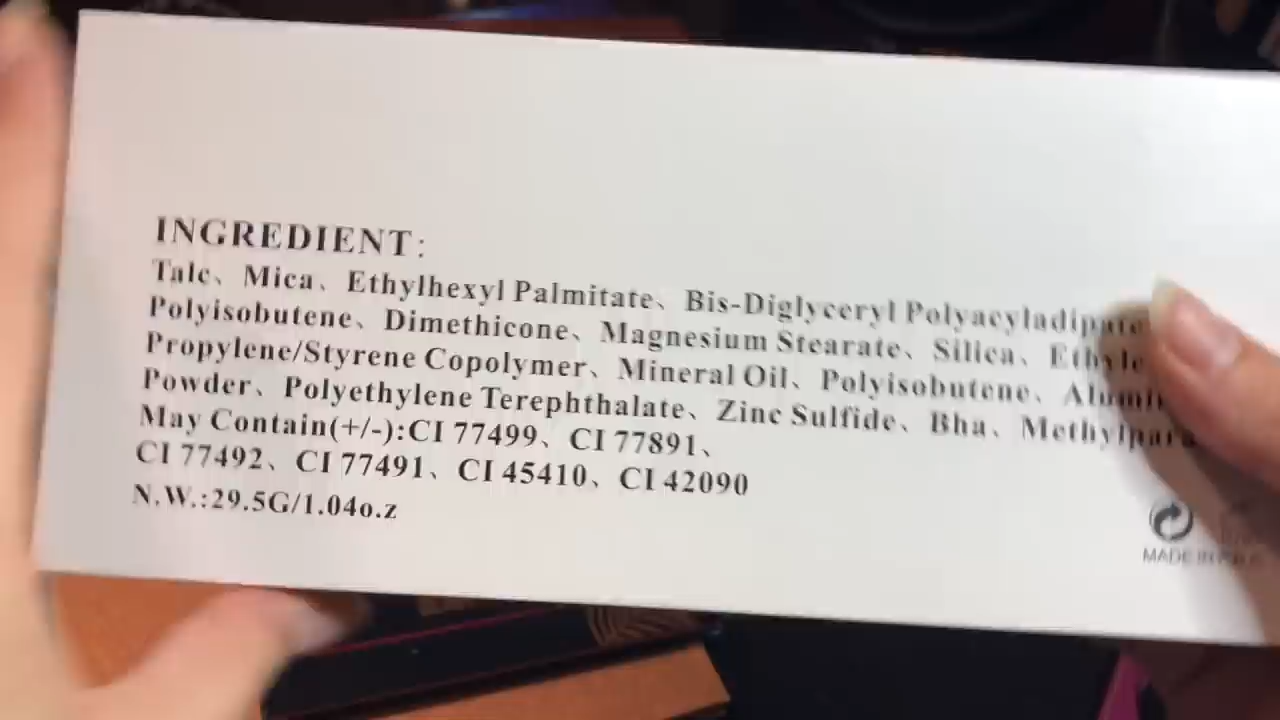 INGREDIENT:
Talc、Mica、Ethylhexyl Palmitate、Bis-Diglyceryl Polyacyladipate
Polyisobutene、Dimethicone、Magnesium Stearate、Silica、
Propylene/Styrene Copolymer、Mineral Oil、Polyisobutene、
Powder、Polyethylene Terephthalate、Zinc Sulfide、Bha、
May Contain(+/-):CI 77499、CI 77891、
CI 77492、CI 77491、CI 45410、CI 42090
N.W.:29.5G/1.04o.z
MADE IN